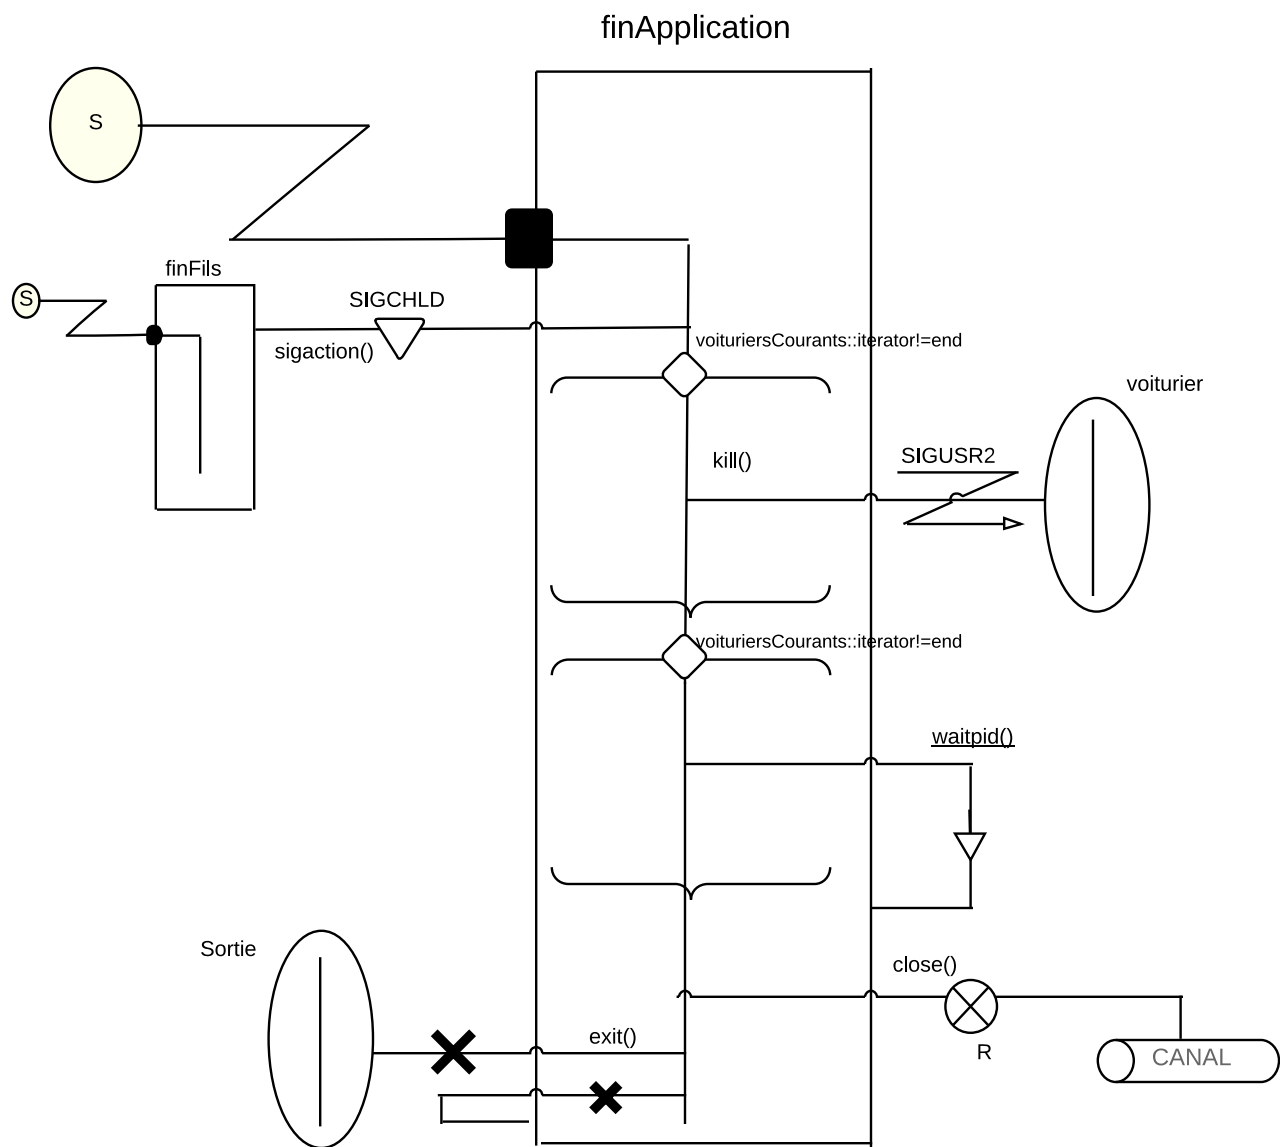 finApplication
S
finFils
S
SIGCHLD
sigaction()
voituriersCourants::iterator!=end
voiturier
kill()
SIGUSR2
voituriersCourants::iterator!=end
waitpid()
Sortie
close()
exit()
R
CANAL